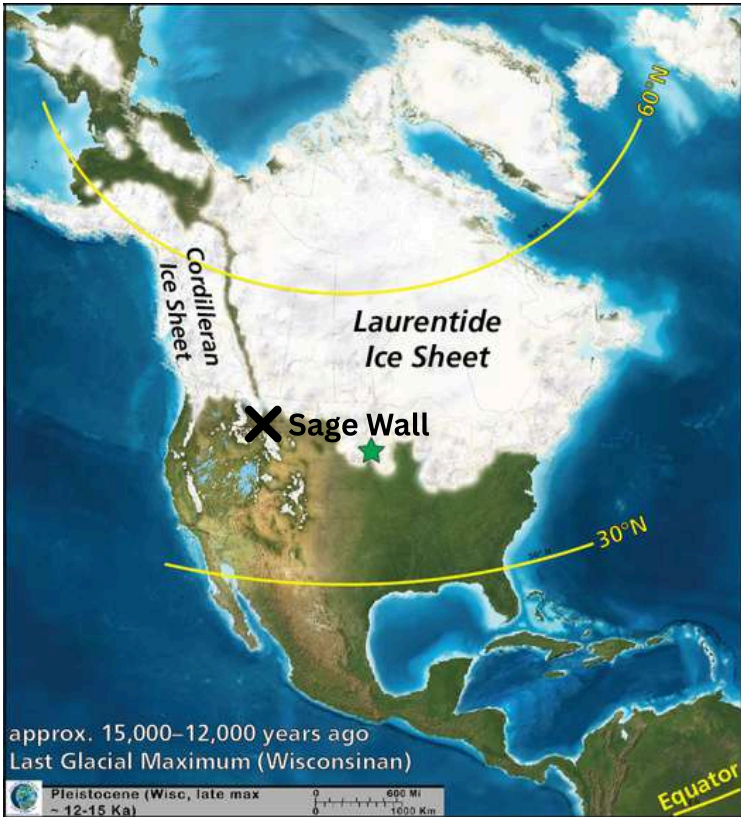 60°N
Cordilleran
Ice Sheet
Laurentide
Ice Sheet
Sage Wall
30°N
approx. 15,000–12,000 years ago
Last Glacial Maximum (Wisconsinan)
Equator
Pleistocene (Wisc, late max
~ 12-15 Ka)
0 600 Mi
0 1000 Km